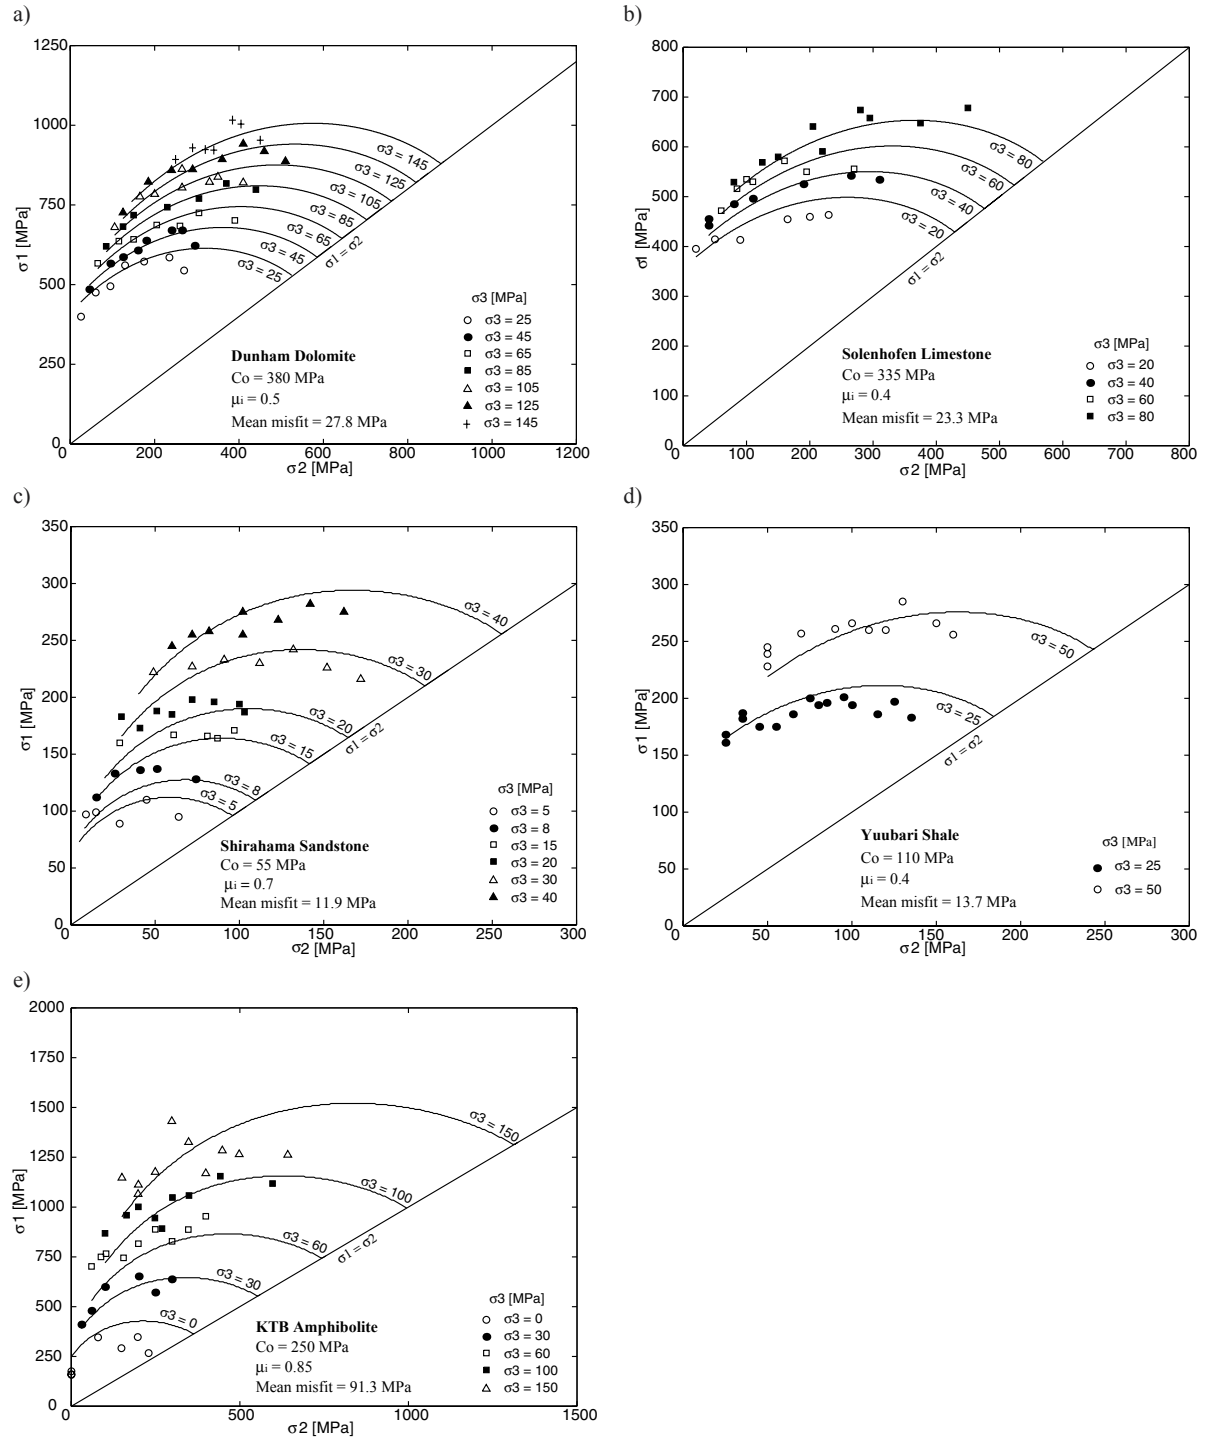 a)
1250
1000
750
500
250
0
σ1 [MPa]
0 200 400 600 800 1000 1200
σ2 [MPa]
σ3 = 145
σ3 = 125
σ3 = 105
σ3 = 85
σ3 = 65
σ3 = 45
σ3 = 25
σ1 = σ2
Dunham Dolomite
Co = 380 MPa
μi = 0.5
Mean misfit = 27.8 MPa
σ3 [MPa]
σ3 = 25
σ3 = 45
σ3 = 65
σ3 = 85
σ3 = 105
σ3 = 125
σ3 = 145
b)
800
700
600
500
400
300
200
100
0
σ1 [MPa]
0 100 200 300 400 500 600 700 800
σ2 [MPa]
σ3 = 80
σ3 = 60
σ3 = 40
σ3 = 20
σ1 = σ2
Solenhofen Limestone
Co = 335 MPa
μi = 0.4
Mean misfit = 23.3 MPa
σ3 [MPa]
σ3 = 20
σ3 = 40
σ3 = 60
σ3 = 80
c)
350
300
250
200
150
100
50
0
σ1 [MPa]
0 50 100 150 200 250 300
σ2 [MPa]
σ3 = 40
σ3 = 30
σ3 = 20
σ3 = 15
σ3 = 8
σ3 = 5
σ1 = σ2
Shirahama Sandstone
Co = 55 MPa
μi = 0.7
Mean misfit = 11.9 MPa
σ3 [MPa]
σ3 = 5
σ3 = 8
σ3 = 15
σ3 = 20
σ3 = 30
σ3 = 40
d)
350
300
250
200
150
100
50
0
σ1 [MPa]
0 50 100 150 200 250 300
σ2 [MPa]
σ3 = 50
σ3 = 25
σ1 = σ2
Yuubari Shale
Co = 110 MPa
μi = 0.4
Mean misfit = 13.7 MPa
σ3 [MPa]
σ3 = 25
σ3 = 50
e)
2000
1750
1500
1250
1000
750
500
250
0
σ1 [MPa]
0 500 1000 1500
σ2 [MPa]
σ3 = 150
σ3 = 100
σ3 = 60
σ3 = 30
σ3 = 0
σ1 = σ2
KTB Amphibolite
Co = 250 MPa
μi = 0.85
Mean misfit = 91.3 MPa
σ3 [MPa]
σ3 = 0
σ3 = 30
σ3 = 60
σ3 = 100
σ3 = 150